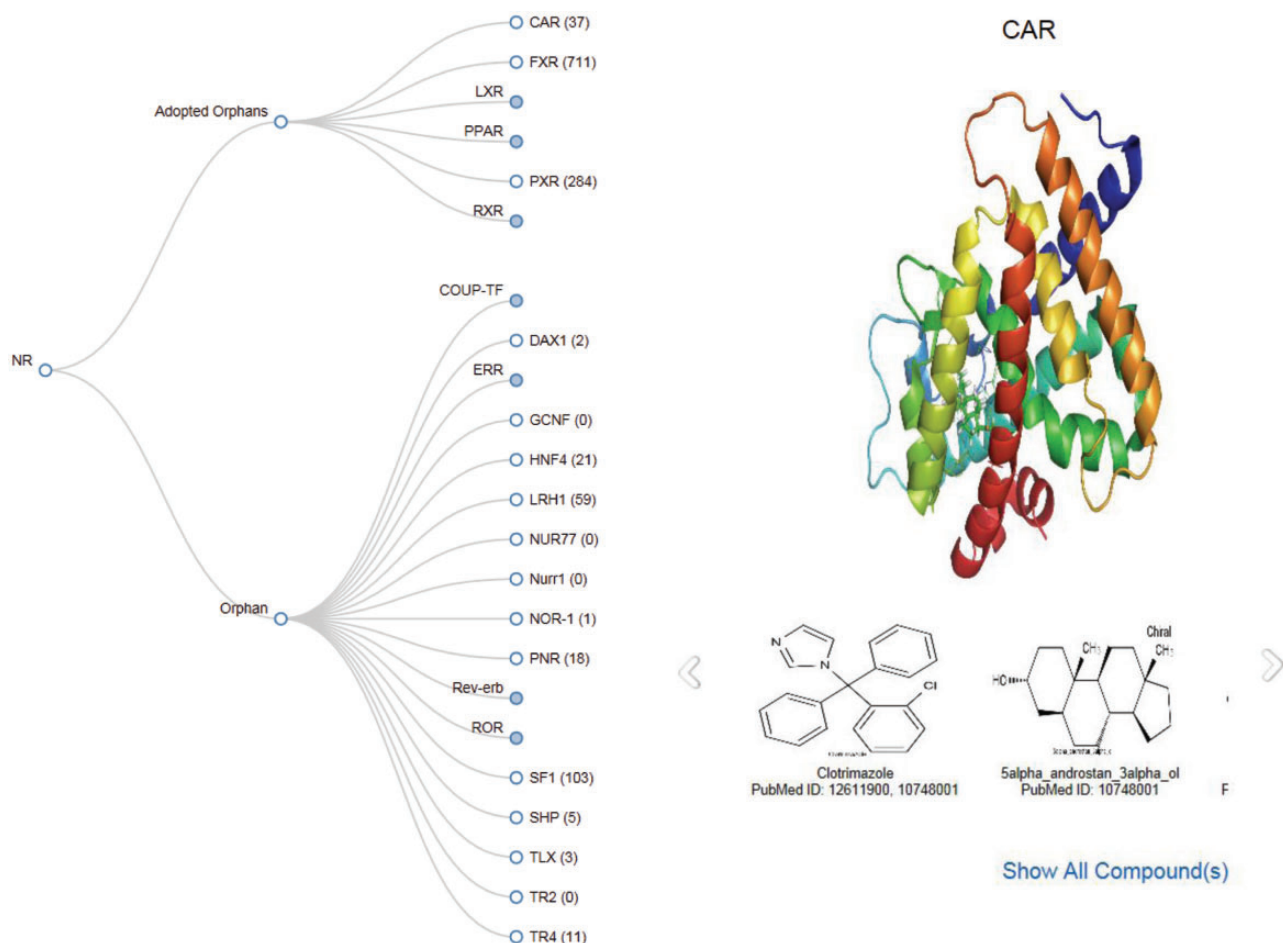 CAR (37)
FXR (711)
LXR
Adopted Orphans
PPAR
PXR (284)
RXR
COUP-TF
DAX1 (2)
NR
ERR
GCNF (0)
HNF4 (21)
LRH1 (59)
NUR77 (0)
Nurr1 (0)
Orphan
NOR-1 (1)
PNR (18)
Rev-erb
ROR
SF1 (103)
SHP (5)
TLX (3)
TR2 (0)
TR4 (11)
CAR
N
N
Cl
Clotrimazole
Clotrimazole
PubMed ID: 12611900, 10748001
Chral
CH₃
CH₃
HO
5alpha_androstan_3alpha_ol
PubMed ID: 10748001
F
Show All Compound(s)